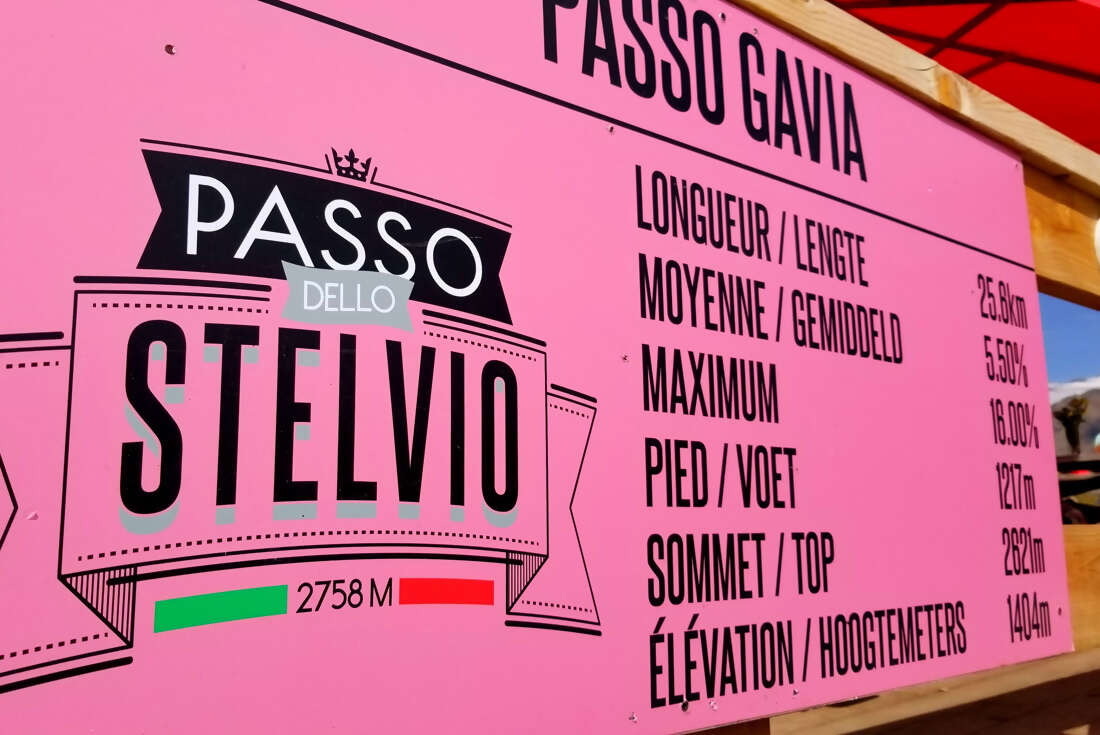 PASSO GAVIA
PASSO
DELLO
STELVIO
2758 M
LONGUEUR / LENGTE 25.6km
MOYENNE / GEMIDDELD 5.50%
MAXIMUM 16.00%
PIED / VOET 1217m
SOMMET / TOP 2621m
ÉLÉVATION / HOOGTEMETERS 1404m